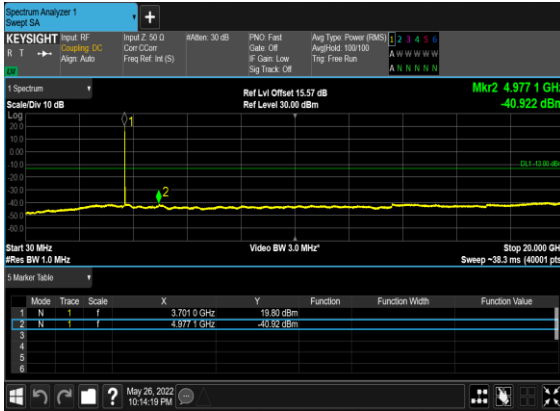 Spectrum Analyzer 1
Swept SA
+
KEYSIGHT Input: RF Input Z: 50 Ω #Atten: 30 dB PNO: Fast Avg Type: Power (RMS) 1 2 3 4 5 6
R T Coupling: DC Corr CCorr Gate: Off Avg|Hold: 100/100 A W W W W W
Align: Auto Freq Ref: Int (S) IF Gain: Low Trig: Free Run
Sig Track: Off A N N N N N
1 Spectrum Ref Lvl Offset 15.57 dB Mkr2 4.977 1 GHz
Scale/Div 10 dB Ref Level 30.00 dBm -40.922 dBm
Log
20.0
10.0
0.00
-10.0
-20.0
-30.0
-40.0
-50.0
-60.0
1
2
DL1 -13.00 dBm
Start 30 MHz Video BW 3.0 MHz* Stop 20.000 GH
#Res BW 1.0 MHz Sweep ~38.3 ms (40001 pts
5 Marker Table
Mode Trace Scale X Y Function Function Width Function Value
1 N 1 f 3.701 0 GHz 19.80 dBm
2 N 1 f 4.977 1 GHz -40.92 dBm
3
4
5
6
? May 26, 2022
10:14:19 PM